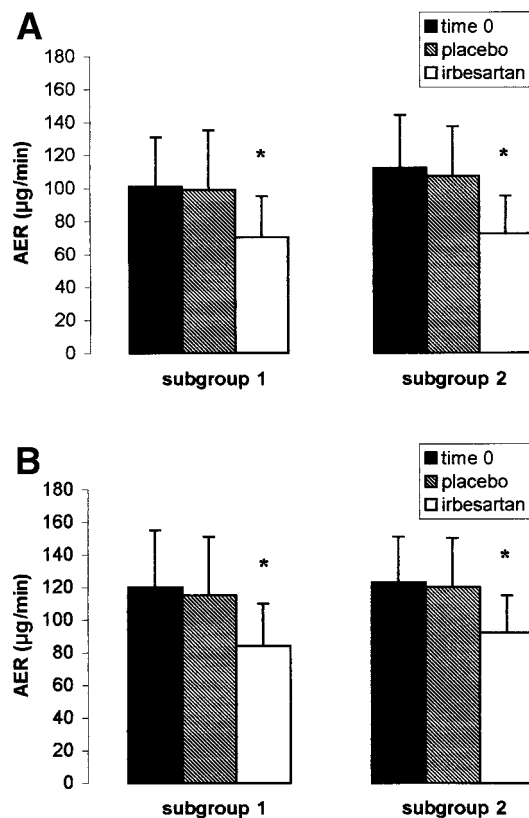 A
time 0
placebo
irbesartan
AER (µg/min)
180
160
140
120
100
80
60
40
20
0
*
*
subgroup 1
subgroup 2
B
time 0
placebo
irbesartan
AER (µg/min)
180
160
140
120
100
80
60
40
20
0
*
*
subgroup 1
subgroup 2